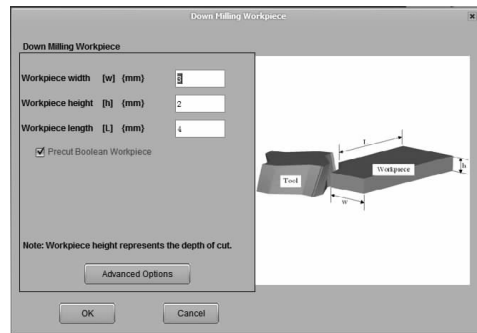 Down Milling Workpiece
Down Milling Workpiece
Workpiece width [w] {mm}
Workpiece height [h] {mm} 2
Workpiece length [L] {mm} 4
Precut Boolean Workpiece
L
Workpiece
h
Tool
w
Note: Workpiece height represents the depth of cut.
Advanced Options
OK Cancel